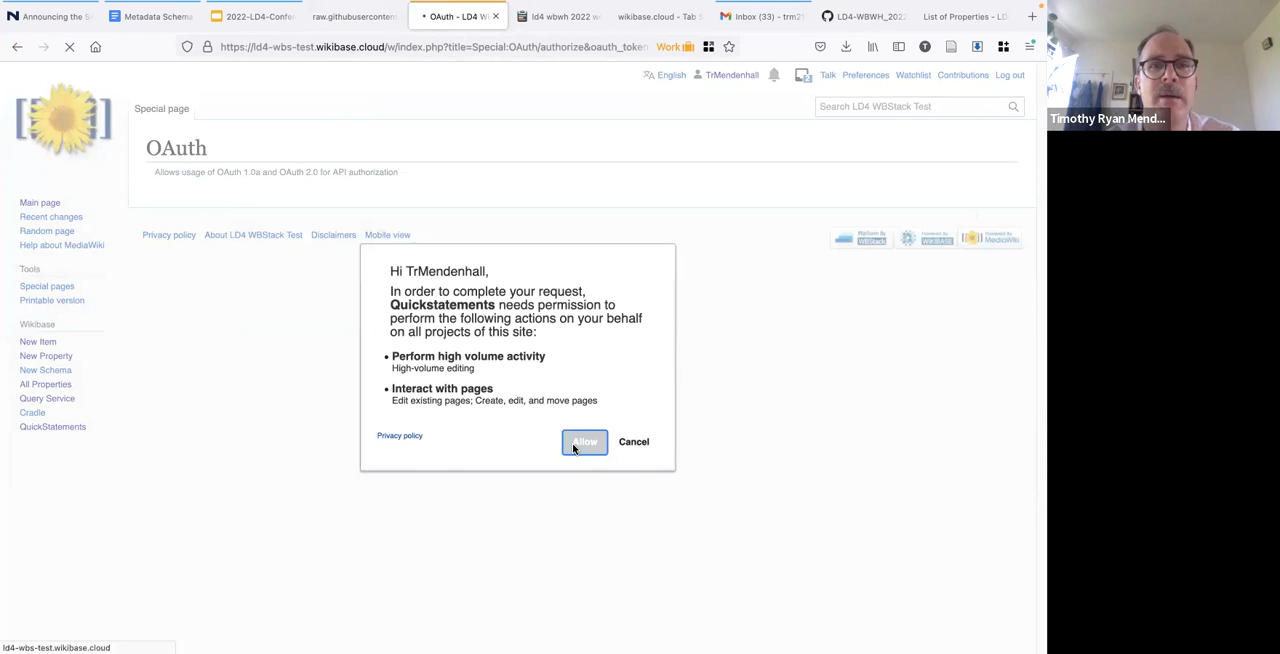 Announcing the S
Metadata Schema
2022-LD4-Confe
raw.githubusercontent
OAuth - LD4 W
ld4 wbwh 2022 w
wikibase.cloud - Tab S
Inbox (33) - trm21
LD4-WBWH_202
List of Properties - LD
https://ld4-wbs-test.wikibase.cloud/w/index.php?title=Special:OAuth/authorize&oauth_token
Work
English
TrMendenhall
Talk
Preferences
Watchlist
Contributions
Log out
Special page
Search LD4 WBStack Test
OAuth
Allows usage of OAuth 1.0a and OAuth 2.0 for API authorization
Main page
Recent changes
Random page
Help about MediaWiki
Tools
Special pages
Printable version
Wikibase
New Item
New Property
New Schema
All Properties
Query Service
Cradle
QuickStatements
Privacy policy
About LD4 WBStack Test
Disclaimers
Mobile view
Hi TrMendenhall,
In order to complete your request,
Quickstatements needs permission to
perform the following actions on your behalf
on all projects of this site:
• Perform high volume activity
High-volume editing
• Interact with pages
Edit existing pages; Create, edit, and move pages
Privacy policy
Allow
Cancel
ld4-wbs-test.wikibase.cloud
Timothy Ryan Mend...